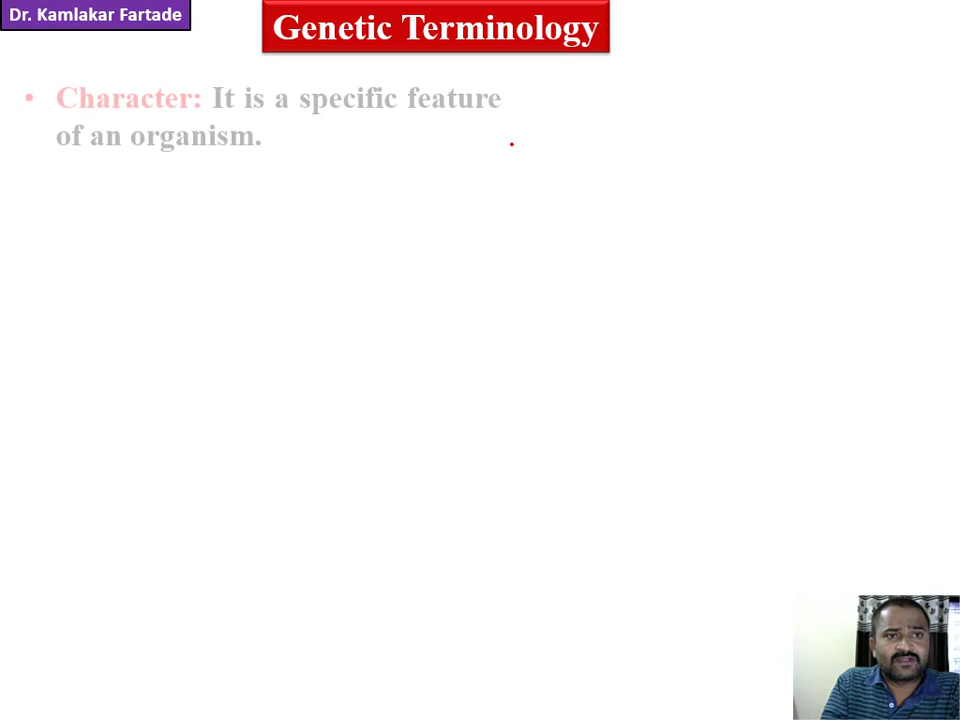 Dr. Kamlakar Fartade
Genetic Terminology
• Character: It is a specific feature
of an organism.